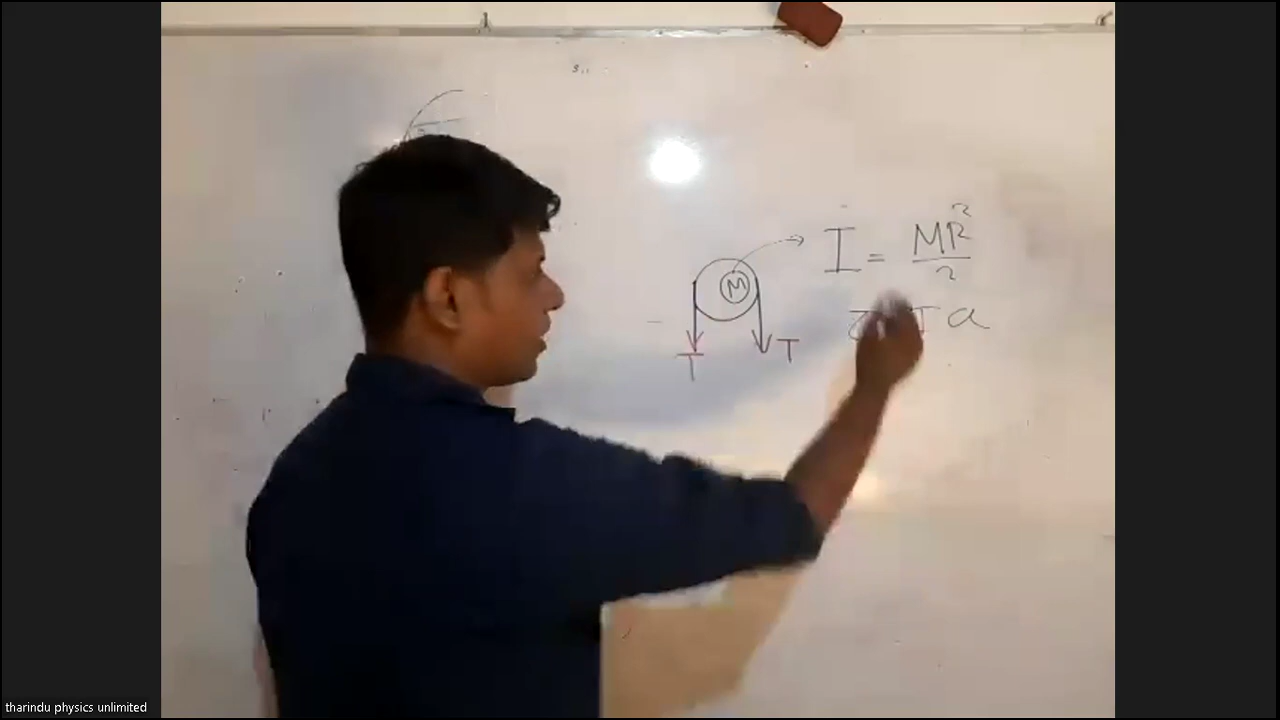 I = MR²/2
M
τ = I α
T
T
tharindu physics unlimited